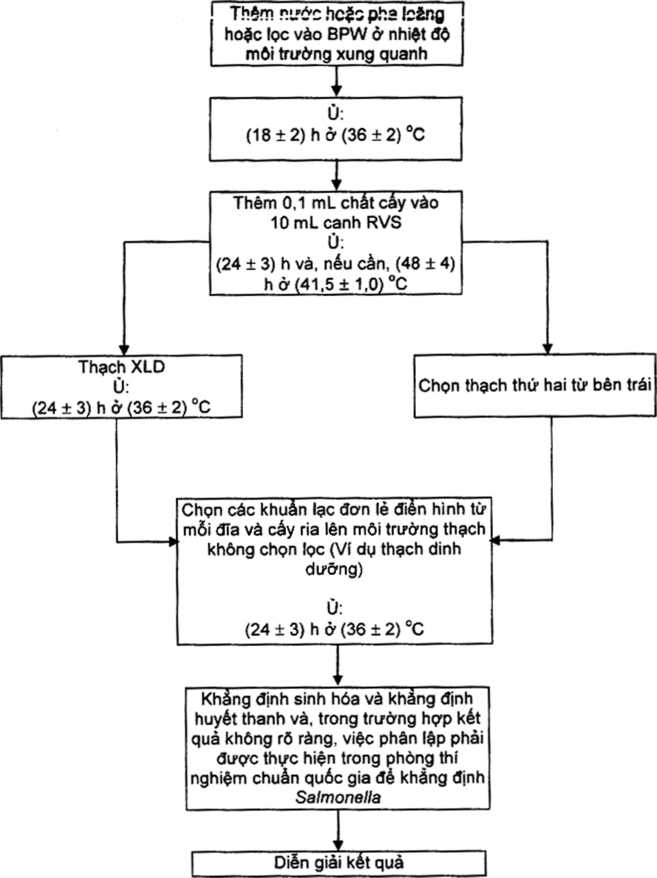 Thêm nước hoặc pha loãng
hoặc lọc vào BPW ở nhiệt độ
môi trường xung quanh
Ủ:
(18 ± 2) h ở (36 ± 2) °C
Thêm 0,1 mL chất cấy vào
10 mL canh RVS
Ủ:
(24 ± 3) h và, nếu cần, (48 ± 4)
h ở (41,5 ± 1,0) °C
Thạch XLD
Ủ:
(24 ± 3) h ở (36 ± 2) °C
Chọn thạch thứ hai từ bên trái
Chọn các khuẩn lạc đơn lẻ điển hình từ
mỗi đĩa và cấy ria lên môi trường thạch
không chọn lọc (Ví dụ thạch dinh
dưỡng)
Ủ:
(24 ± 3) h ở (36 ± 2) °C
Khẳng định sinh hóa và khẳng định
huyết thanh và, trong trường hợp kết
quả không rõ ràng, việc phân lập phải
được thực hiện trong phòng thí
nghiệm chuẩn quốc gia để khẳng định
Salmonella
Diễn giải kết quả